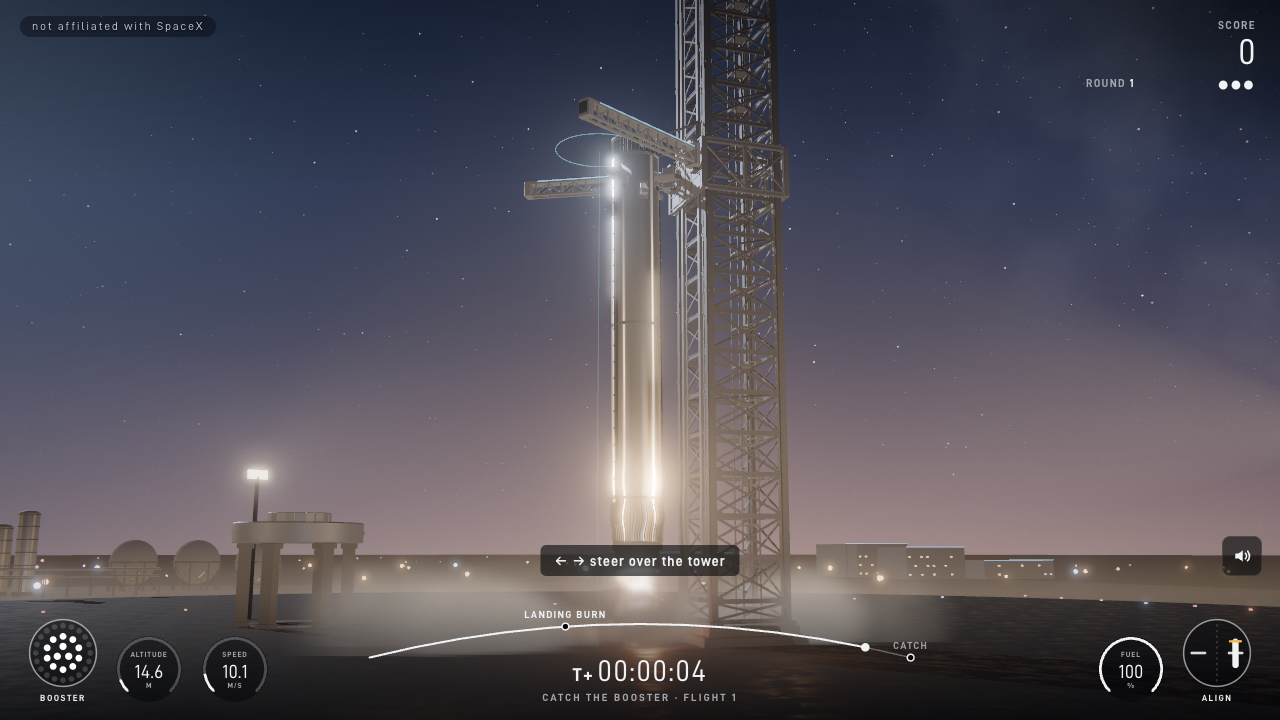 not affiliated with SpaceX
SCORE
0
ROUND 1
← → steer over the tower
LANDING BURN
CATCH
T+ 00:00:04
CATCH THE BOOSTER · FLIGHT 1
BOOSTER
ALTITUDE
14.6
M
SPEED
10.1
M/S
FUEL
100
%
ALIGN